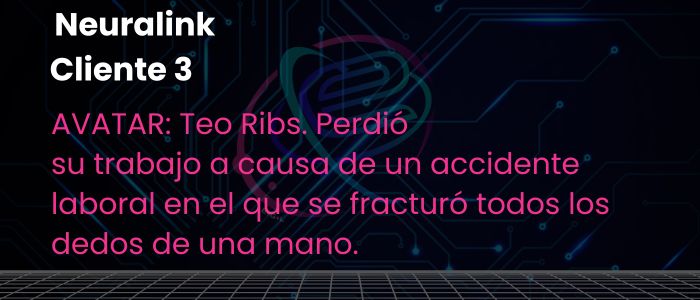 Neuralink
Cliente 3
AVATAR: Teo Ribs. Perdió
su trabajo a causa de un accidente
laboral en el que se fracturó todos los
dedos de una mano.